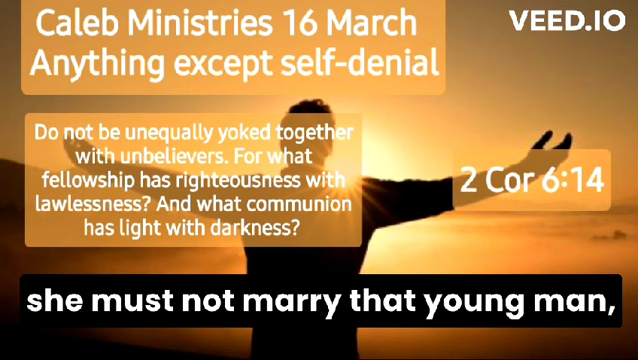 Caleb Ministries 16 March
Anything except self-denial
VEED.IO
Do not be unequally yoked together
with unbelievers. For what
fellowship has righteousness with
lawlessness? And what communion
has light with darkness?
2 Cor 6:14
she must not marry that young man,